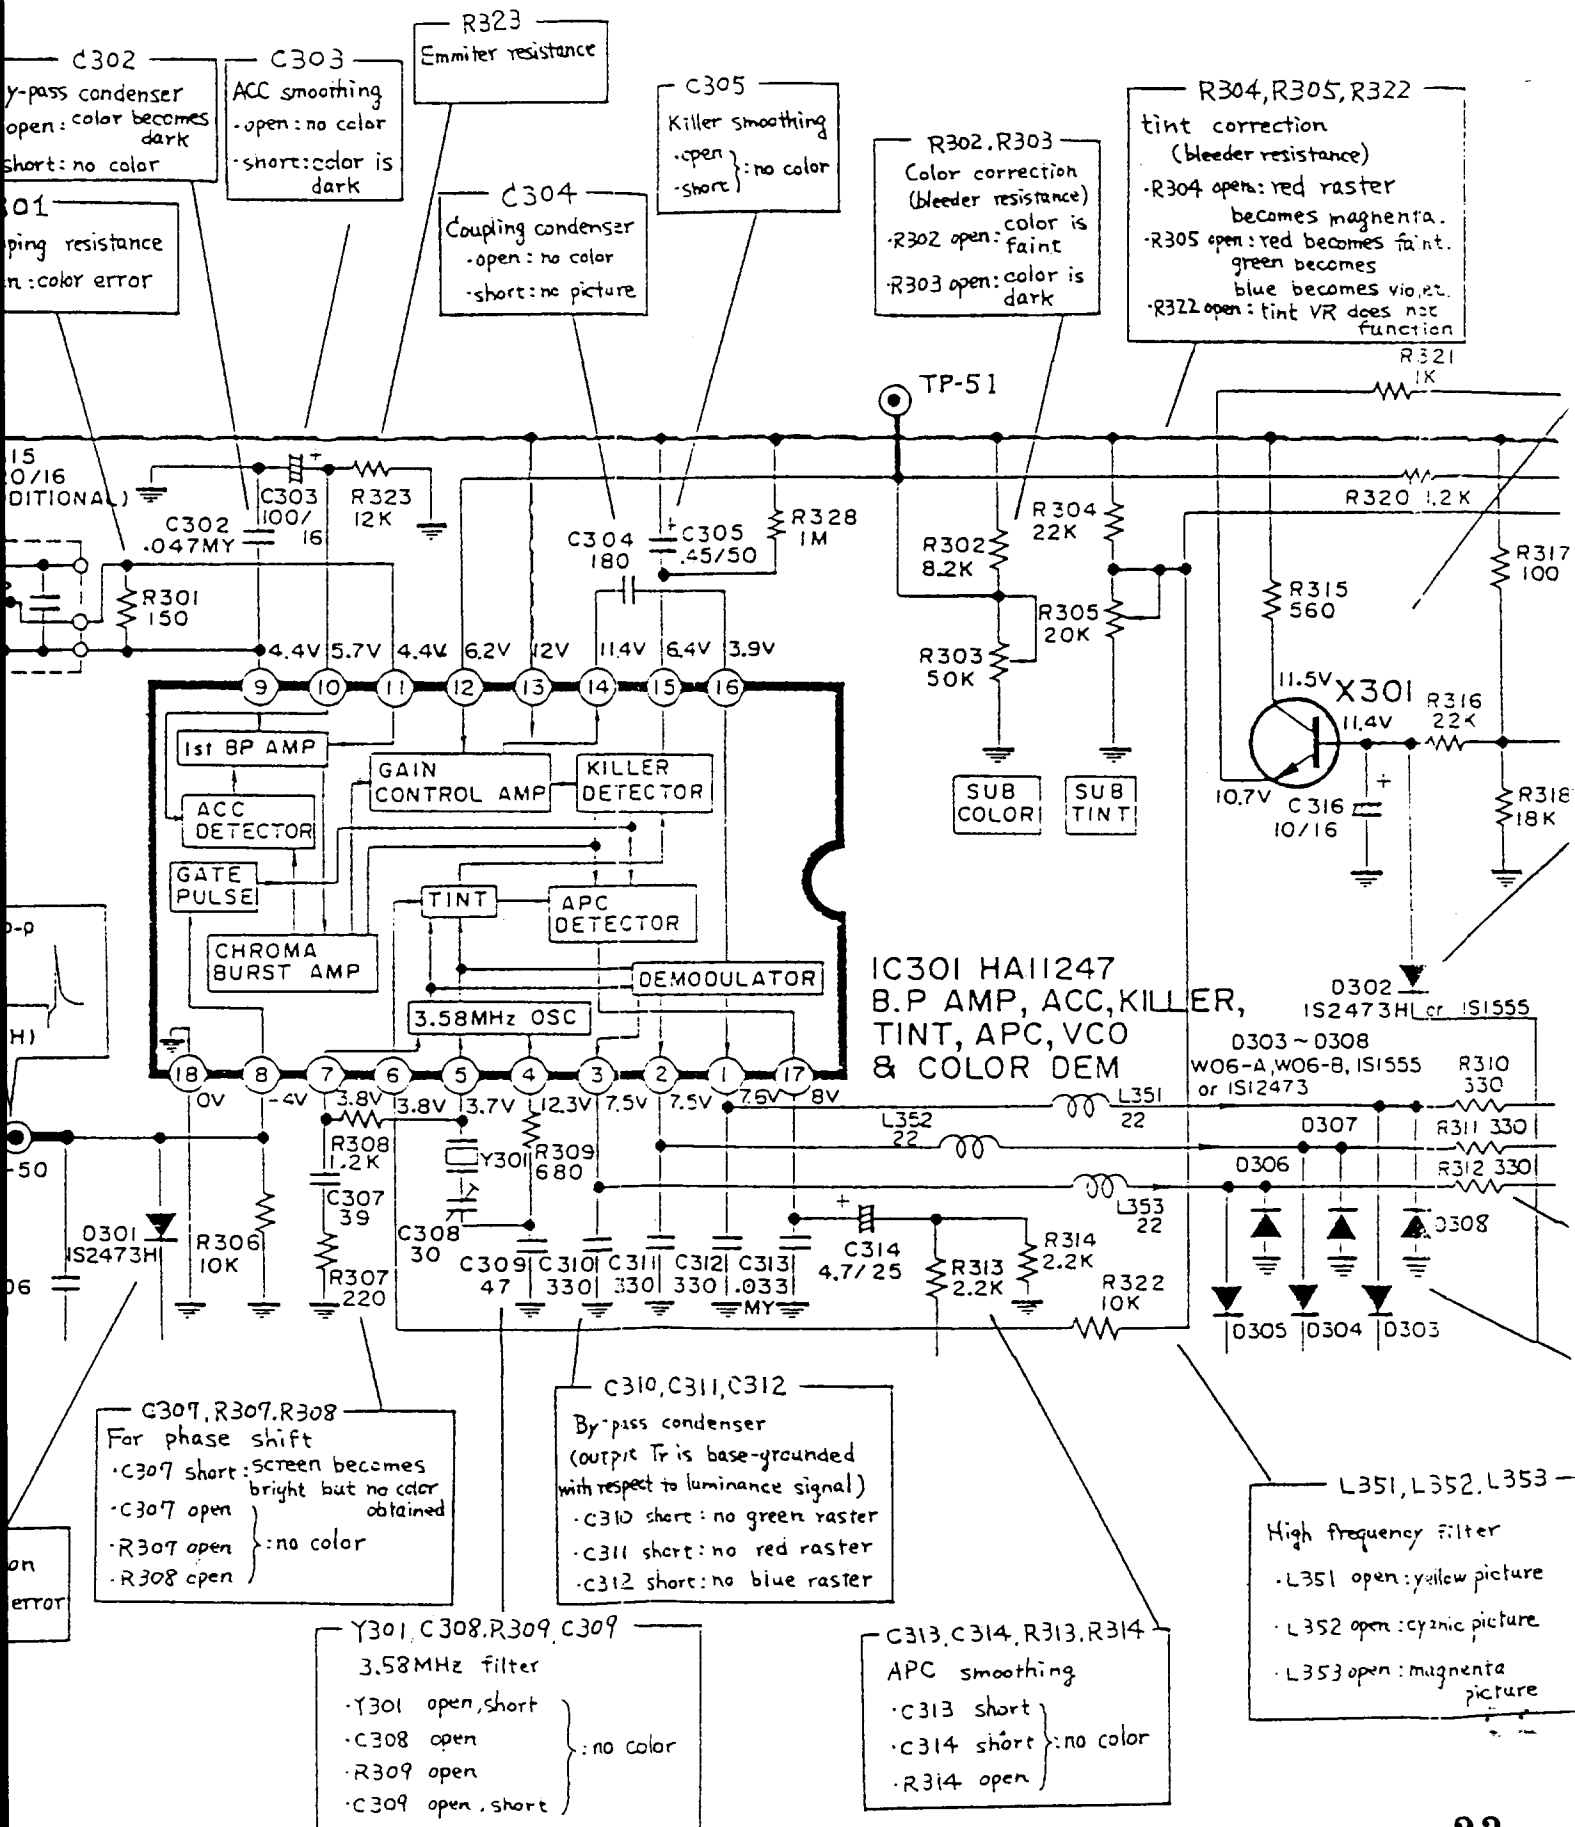 R323
Emmiter resistance
C302
y-pass condenser
open: color becomes
dark
short: no color
C303
ACC smoothing
·open: no color
·short: color is
dark
C305
Killer smoothing
·open
·short
: no color
R304, R305, R322
tint correction
(bleeder resistance)
·R304 open: red raster
becomes magnenta.
·R305 open: red becomes faint.
green becomes
blue becomes violet.
·R322 open: tint VR does not
function
R302. R303
Color correction
(bleeder resistance)
·R302 open: color is
faint
·R303 open: color is
dark
C304
Coupling condenser
·open: no color
·short: no picture
301
ping resistance
n: color error
R321
1K
TP-51
15
0/16
DITIONAL)
C303
100/
16
R323
12K
C302
.047MY
C304
180
C305
.45/50
R328
1M
R302
8.2K
R304
22K
R320 1.2K
R317
100
R301
150
R315
560
R305
20K
R303
50K
4.4V 5.7V 4.4V 6.2V 12V 11.4V 6.4V 3.9V
9 10 11 12 13 14 15 16
11.5V
X301
11.4V
R316
22K
1st BP AMP
GAIN
CONTROL AMP
KILLER
DETECTOR
ACC
DETECTOR
SUB
COLOR
SUB
TINT
10.7V
C316
10/16
R318
18K
GATE
PULSE
TINT
APC
DETECTOR
p-p
CHROMA
BURST AMP
DEMODULATOR
3.58MHz OSC
H)
IC301 HA11247
B.P AMP, ACC, KILLER,
TINT, APC, VCO
& COLOR DEM
D302
IS2473H or IS1555
D303 ~ D308
W06-A, W06-B, IS1555
or IS12473
R310
330
18 8 7 6 5 4 3 2 1 17
0V -4V 3.8V 3.8V 3.7V 12.3V 7.5V 7.5V 7.6V 8V
L351
22
L352
22
D307
R311 330
-50
R308
1.2K
Y301
R309
680
D306
R312 330
C307
39
L353
22
D301
IS2473H
R306
10K
C308
30
D308
R307
220
C309
47
C310
330
C311
330
C312
330
C313
.033
MY
C314
4.7/25
R313
2.2K
R314
2.2K
R322
10K
06
D305 D304 D303
C307, R307. R308
For phase shift
·C307 short: screen becomes
bright but no color
obtained
·C307 open
·R307 open
·R308 open
: no color
C310, C311, C312
By-pass condenser
(output Tr is base-grounded
with respect to luminance signal)
·C310 short: no green raster
·C311 short: no red raster
·C312 short: no blue raster
L351, L352. L353
High frequency filter
·L351 open: yellow picture
·L352 open: cyanic picture
·L353 open: magnenta
picture
on
error
Y301, C308. R309, C309
3.58MHz filter
·Y301 open, short
·C308 open
·R309 open
·C309 open, short
: no color
C313, C314, R313. R314
APC smoothing
·C313 short
·C314 short
·R314 open
: no color